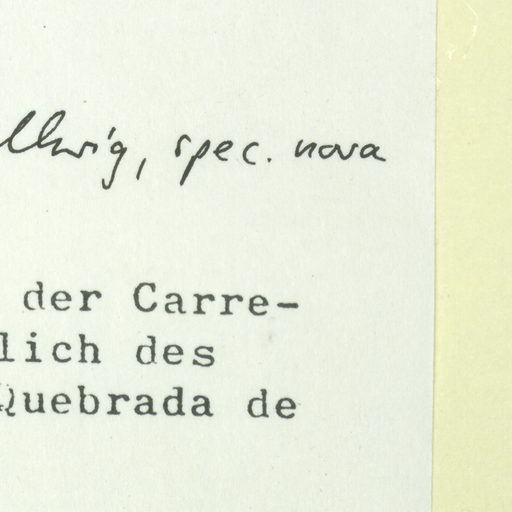 llwig, spec. nova
der Carre-
lich des
Quebrada de